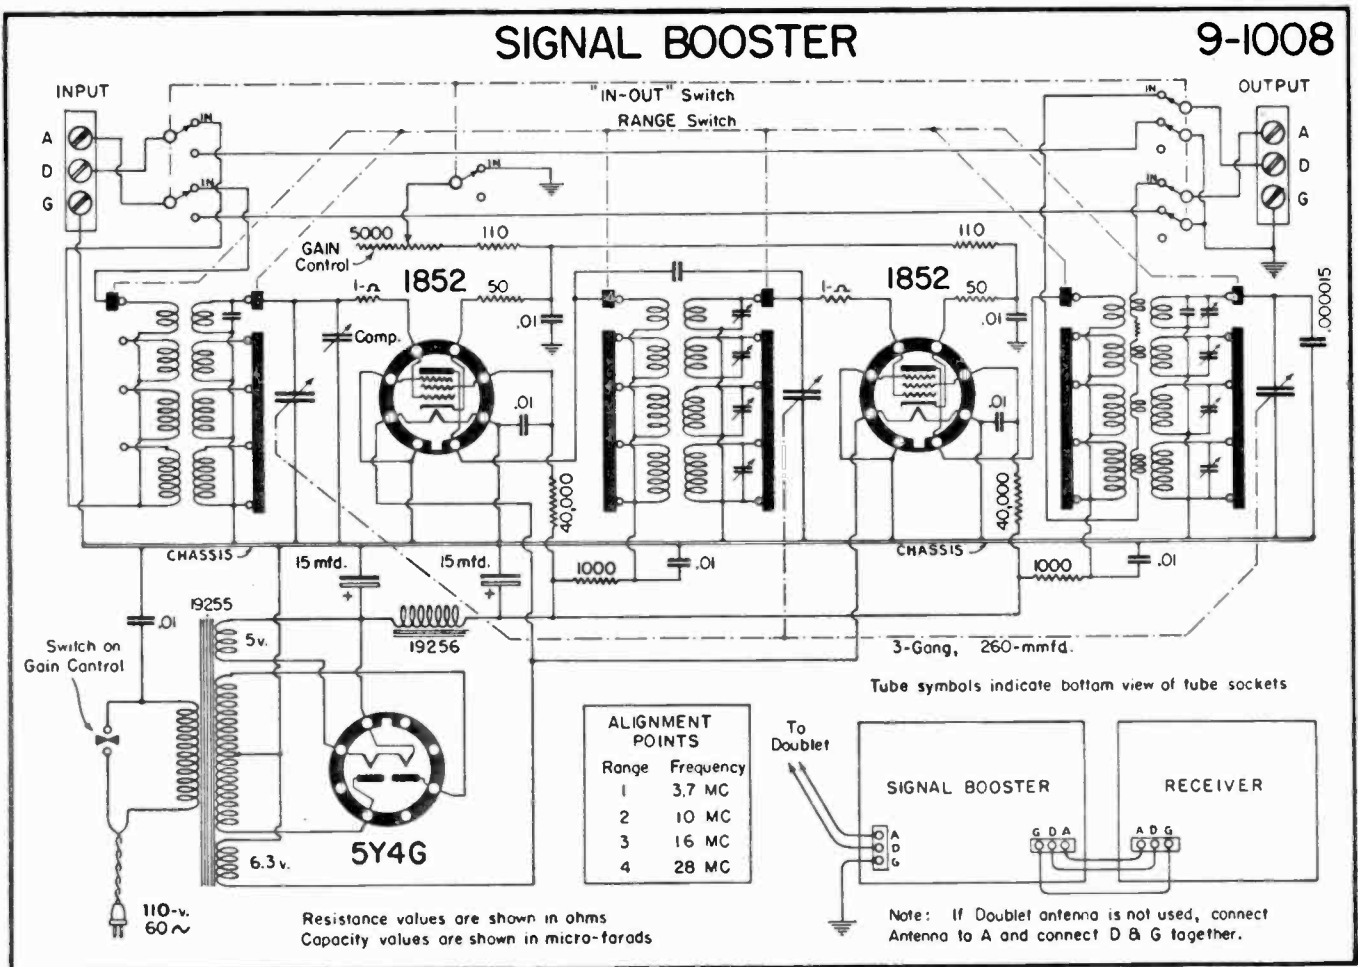 SIGNAL BOOSTER
9-1008
INPUT
A
D
G
IN
IN
"IN-OUT" Switch
RANGE Switch
IN
IN
IN
OUTPUT
A
D
G
5000
GAIN
Control
110
110
1-Ω
1852
50
.01
Comp.
.01
40,000
1-Ω
1852
50
.01
.01
40,000
.000015
CHASSIS
15 mfd.
+
15 mfd.
+
1000
.01
CHASSIS
1000
.01
.01
19255
5 v.
19256
3-Gang, 260-mmfd.
Switch on
Gain Control
Tube symbols indicate bottom view of tube sockets
5Y4G
6.3 v.
110-v.
60~
ALIGNMENT
POINTS
Range Frequency
1 3.7 MC
2 10 MC
3 16 MC
4 28 MC
To
Doublet
SIGNAL BOOSTER
RECEIVER
A
D
G
G D A
A D G
Resistance values are shown in ohms
Capacity values are shown in micro-farads
Note: If Doublet antenna is not used, connect
Antenna to A and connect D & G together.